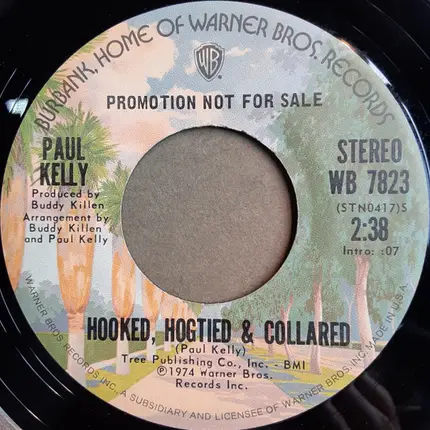 BURBANK, HOME OF WARNER BROS. RECORDS
WB
PROMOTION NOT FOR SALE
PAUL
KELLY
Produced by
Buddy Killen
Arrangement by
Buddy Killen
and Paul Kelly
STEREO
WB 7823
(STN0417)S
2:38
Intro: :07
HOOKED, HOGTIED & COLLARED
(Paul Kelly)
Tree Publishing Co., Inc. - BMI
℗1974 Warner Bros.
Records Inc.
WARNER BROS. RECORDS INC., A SUBSIDIARY AND LICENSEE OF WARNER BROS. INC. MADE IN U.S.A.